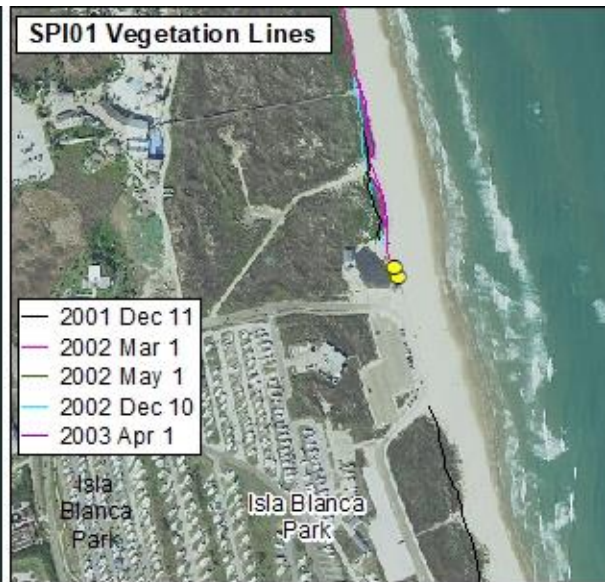 SPI01 Vegetation Lines
2001 Dec 11
2002 Mar 1
2002 May 1
2002 Dec 10
2003 Apr 1
Isla
Blanca
Park
Isla Blanca
Park